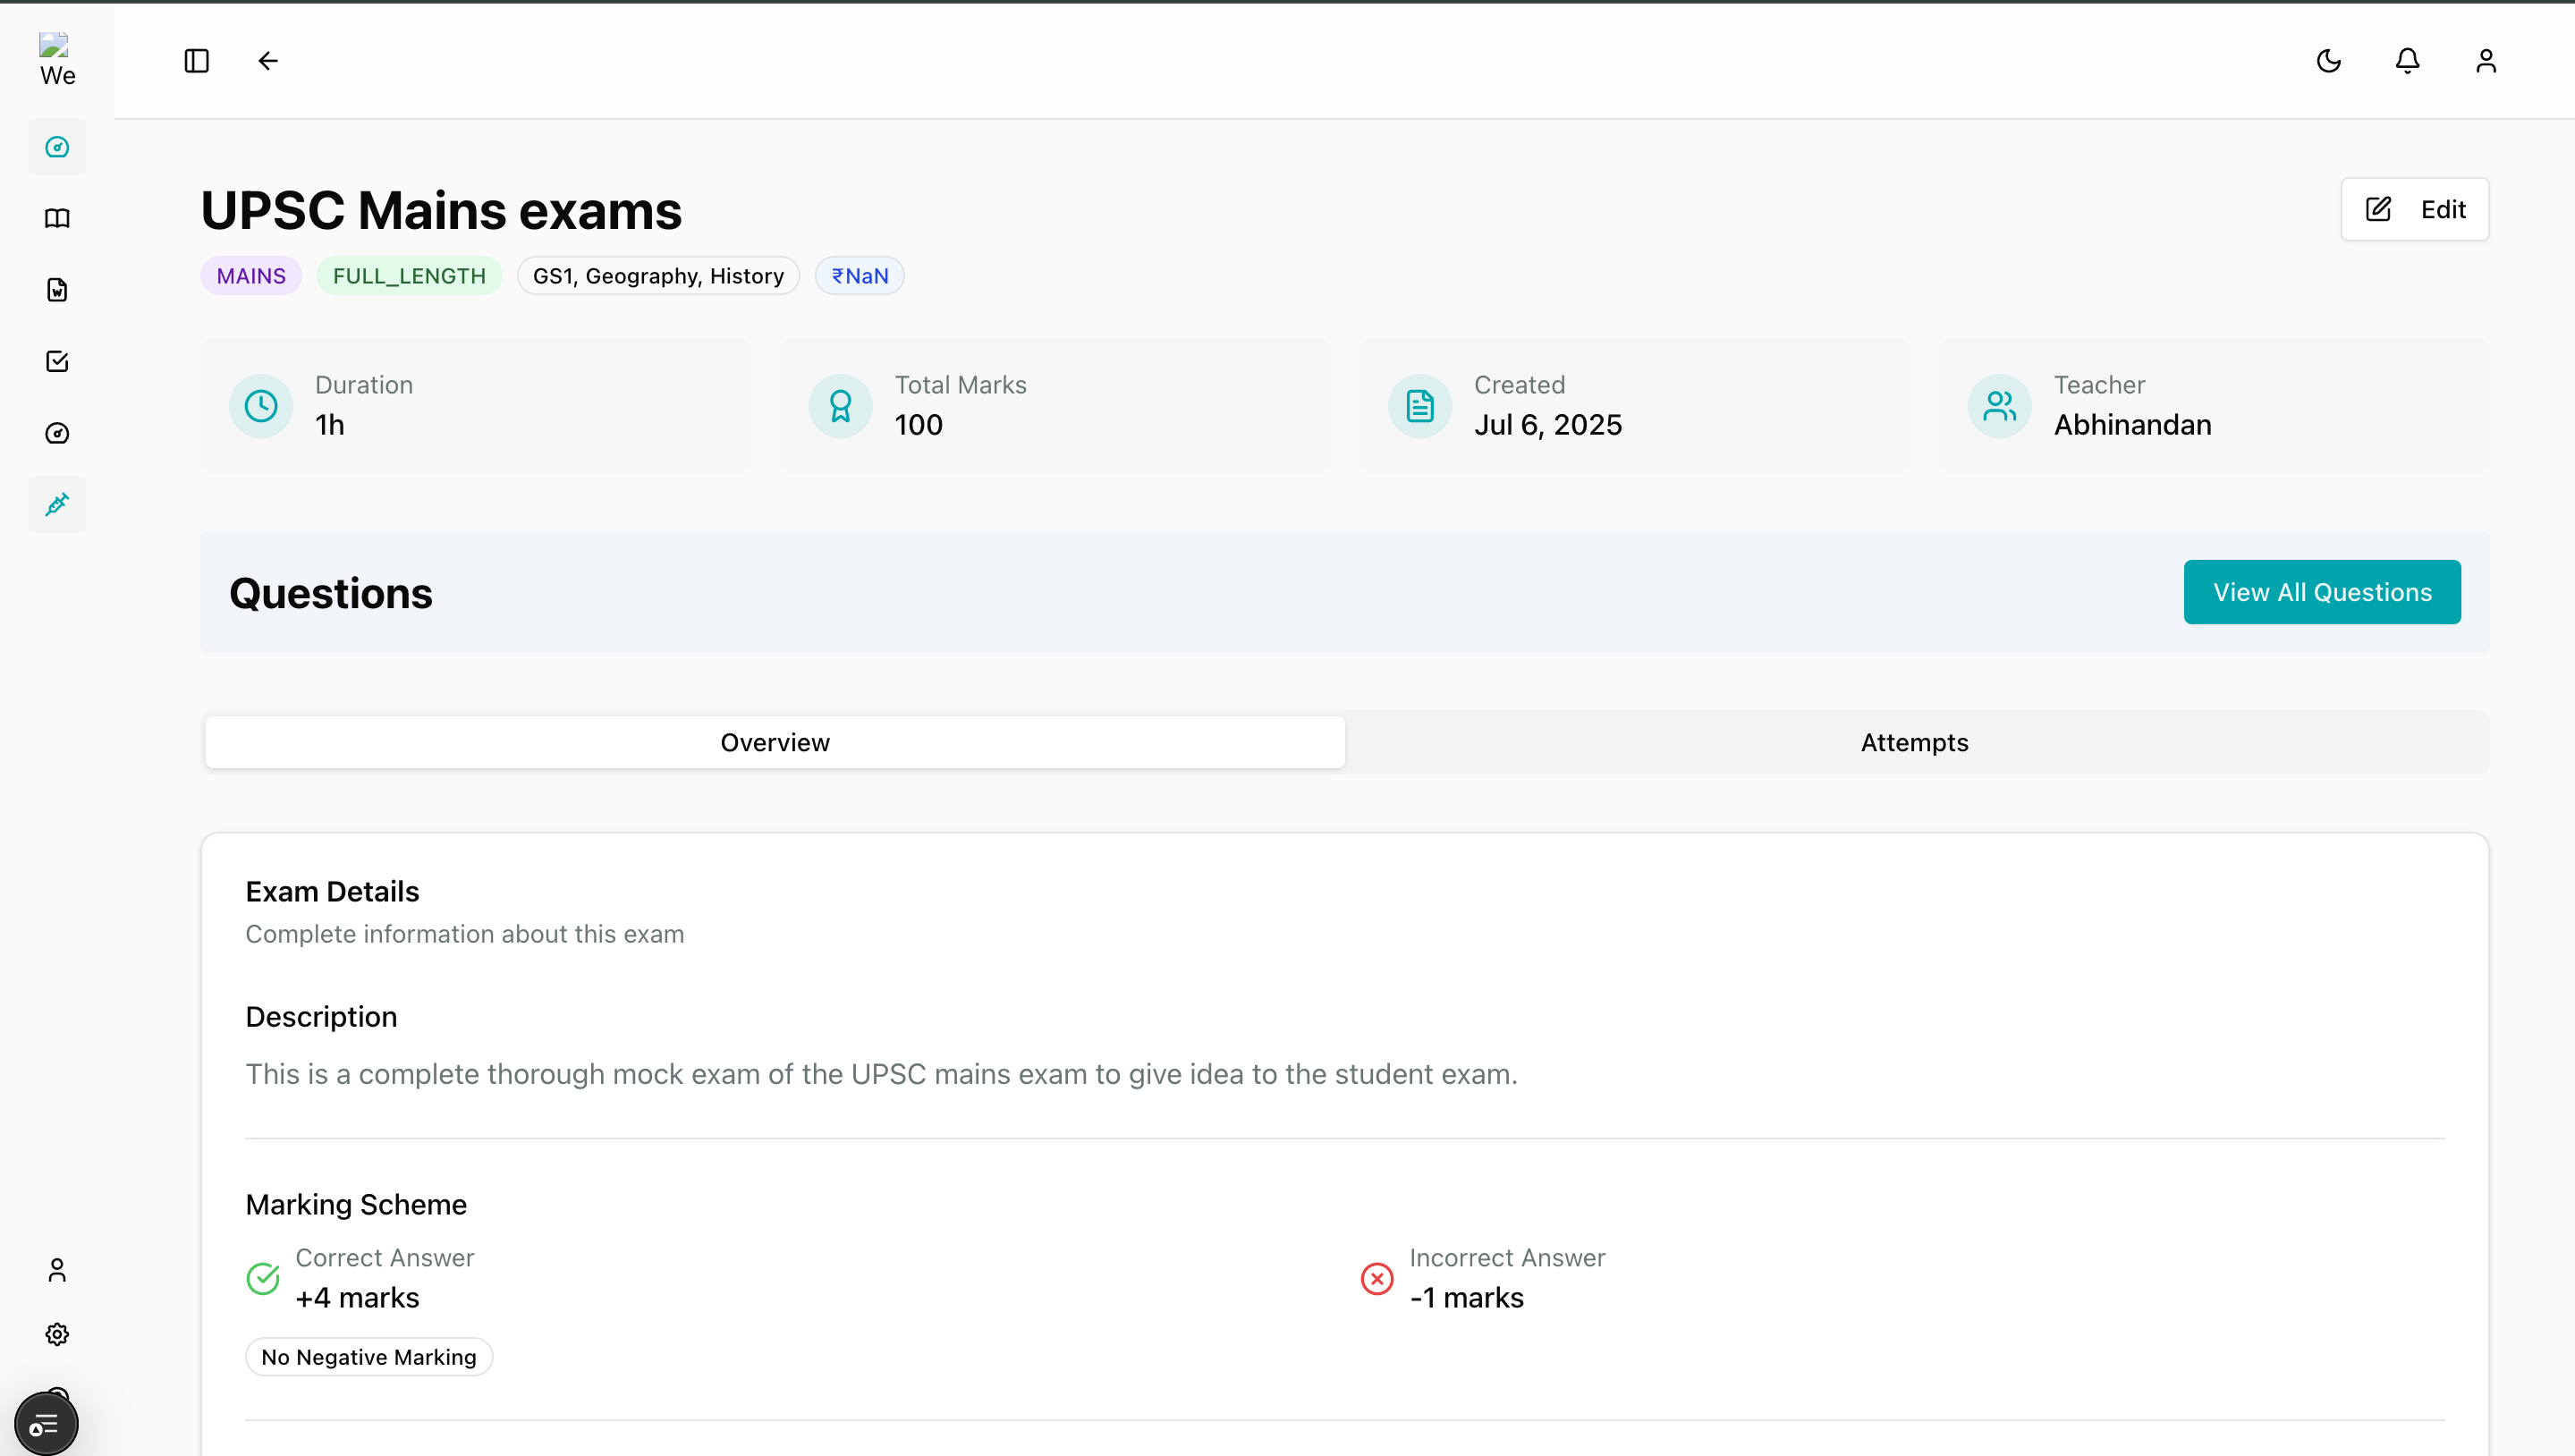 We
UPSC Mains exams
Edit
MAINS FULL_LENGTH GS1, Geography, History ₹NaN
Duration
1h
Total Marks
100
Created
Jul 6, 2025
Teacher
Abhinandan
Questions
View All Questions
Overview
Attempts
Exam Details
Complete information about this exam
Description
This is a complete thorough mock exam of the UPSC mains exam to give idea to the student exam.
Marking Scheme
Correct Answer
+4 marks
Incorrect Answer
-1 marks
No Negative Marking